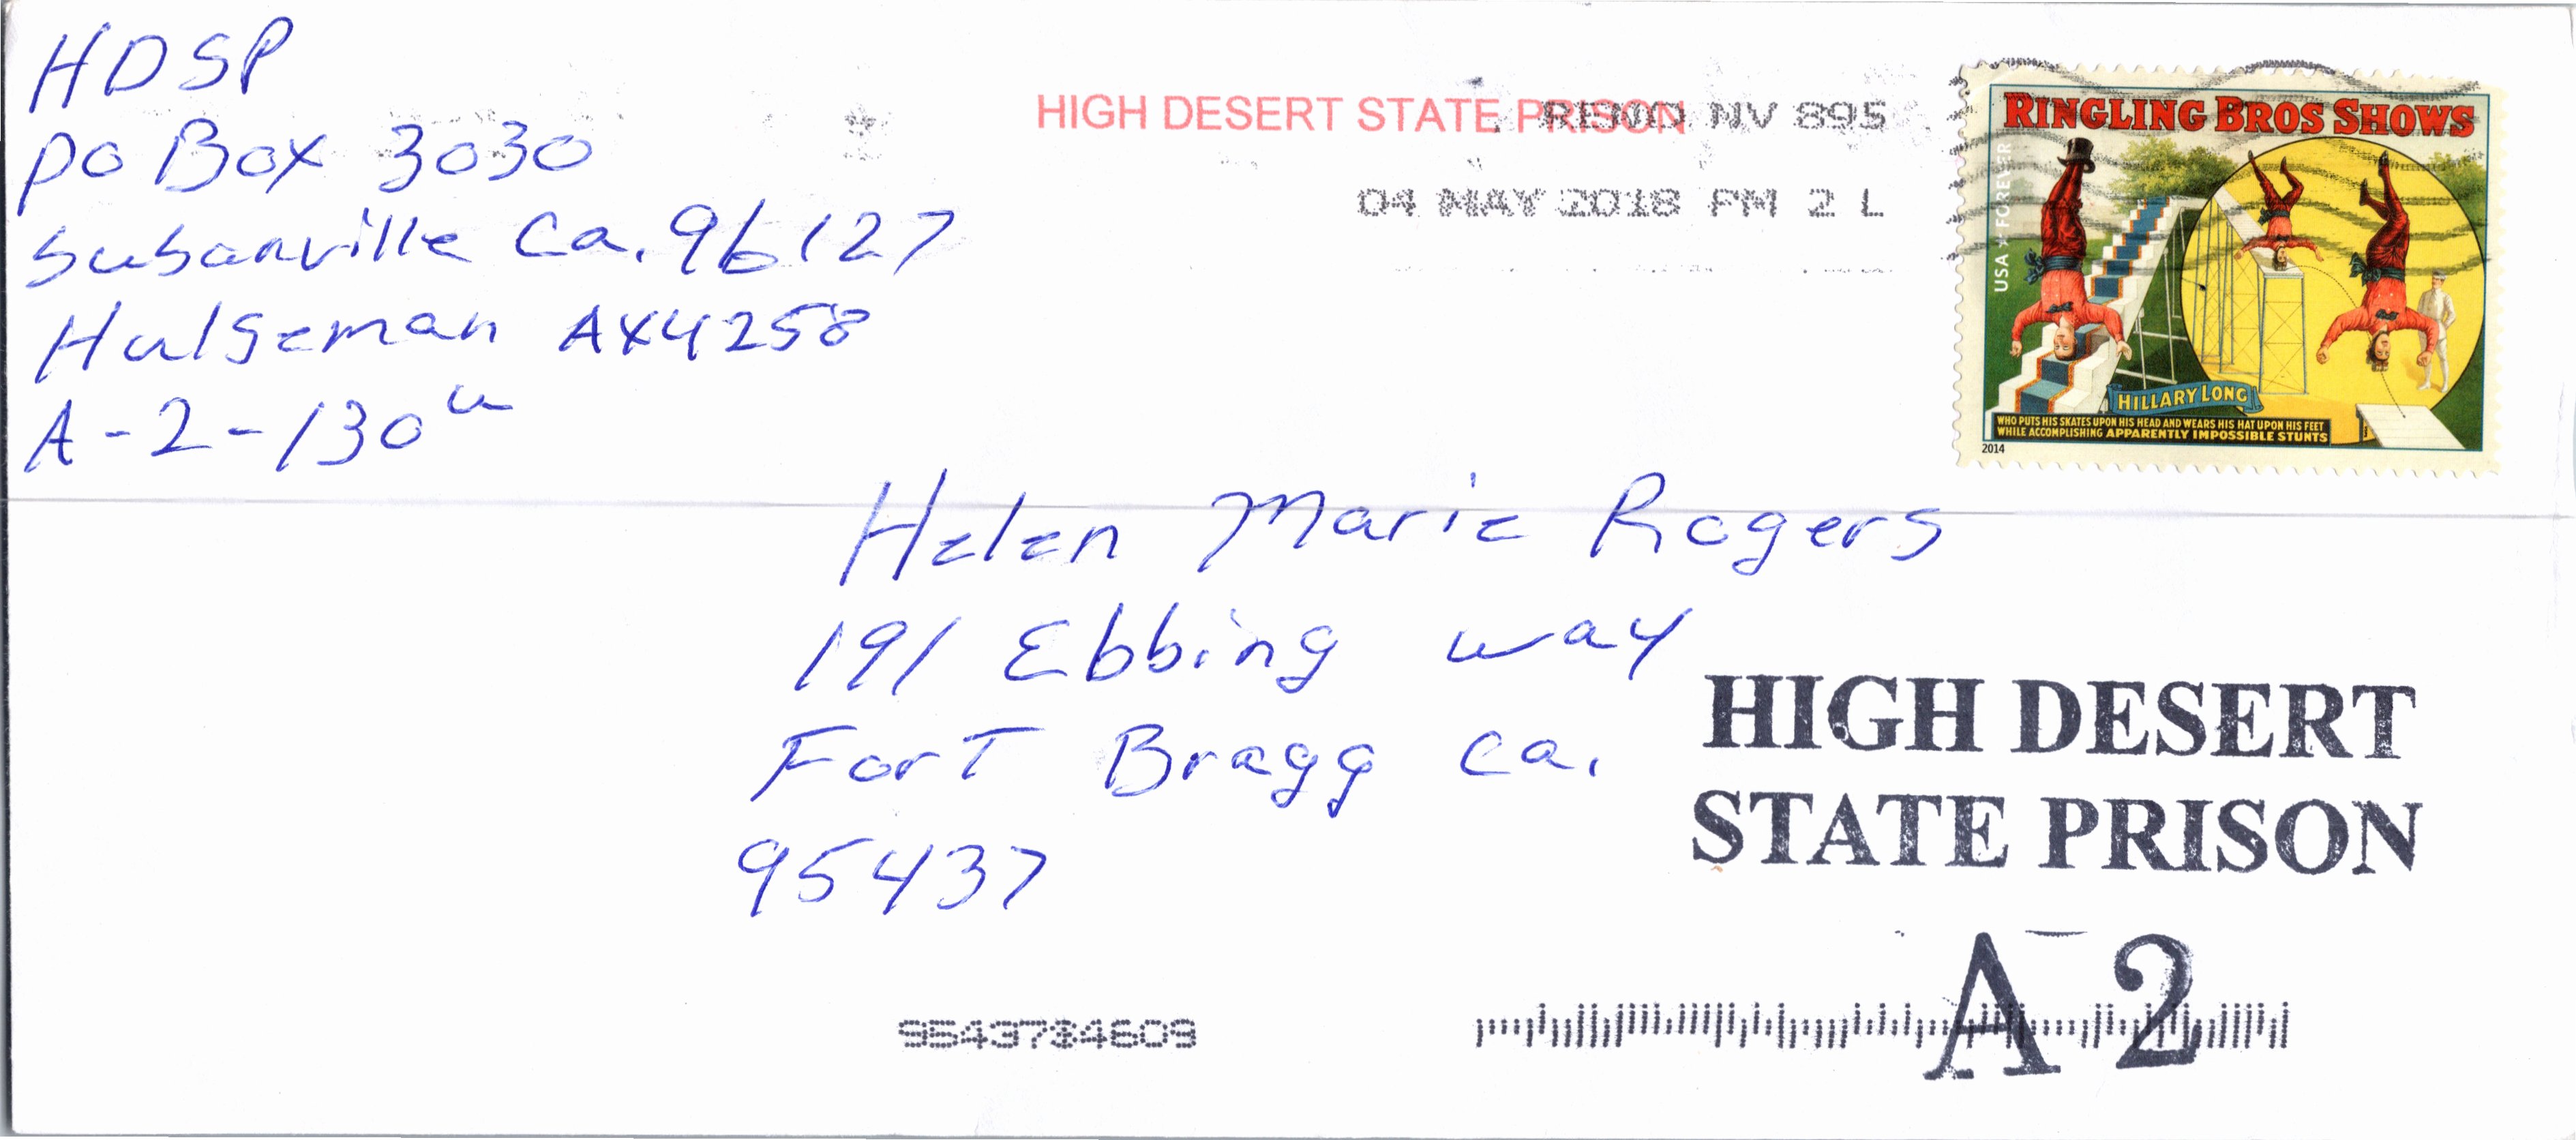 HDSP
PO Box 3030
Susanville Ca. 96127
Halseman AX4258
A-2-130u
HIGH DESERT STATE PRISON
RENO NV 895
04 MAY 2018 PM 2 L
RINGLING BROS SHOWS
USA FOREVER
HILLARY LONG
WHO PUTS HIS SKATES UPON HIS HEAD AND WEARS HIS HAT UPON HIS FEET
WHILE ACCOMPLISHING APPARENTLY IMPOSSIBLE STUNTS
2014
Helen Marie Rogers
191 Ebbing way
Fort Bragg Ca.
95437
HIGH DESERT
STATE PRISON
A 2